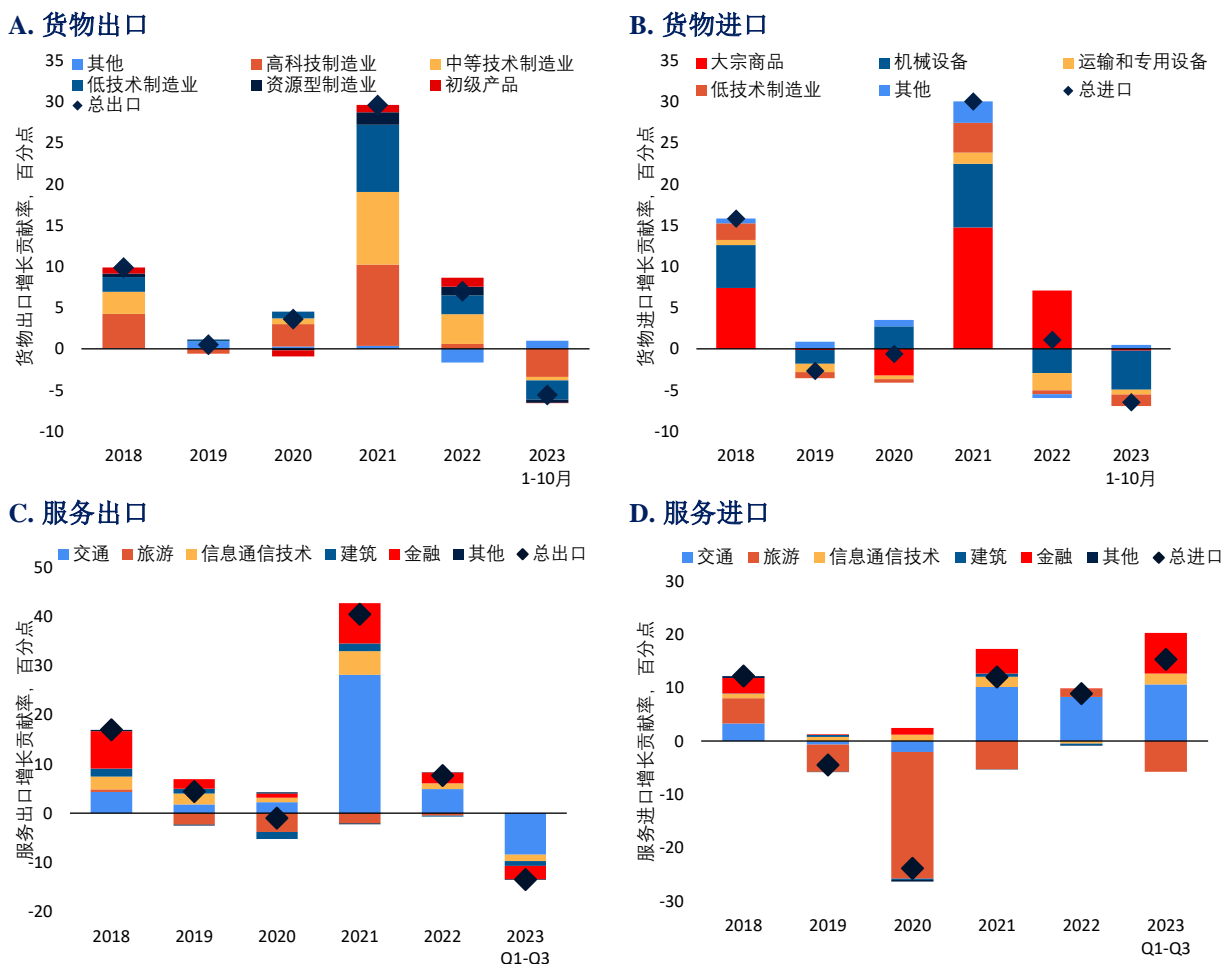 A. 货物出口
其他 高科技制造业 中等技术制造业
低技术制造业 资源型制造业 初级产品
总出口
货物出口增长贡献率，百分点
35
30
25
20
15
10
5
0
-5
-10
2018 2019 2020 2021 2022 2023
1-10月
B. 货物进口
大宗商品 机械设备 运输和专用设备
低技术制造业 其他 总进口
货物进口增长贡献率，百分点
35
30
25
20
15
10
5
0
-5
-10
2018 2019 2020 2021 2022 2023
1-10月
C. 服务出口
交通 旅游 信息通信技术 建筑 金融 其他 总出口
服务出口增长贡献率，百分点
50
40
30
20
10
0
-10
-20
2018 2019 2020 2021 2022 2023
Q1-Q3
D. 服务进口
交通 旅游 信息通信技术 建筑 金融 其他 总进口
服务进口增长贡献率，百分点
30
20
10
0
-10
-20
-30
2018 2019 2020 2021 2022 2023
Q1-Q3